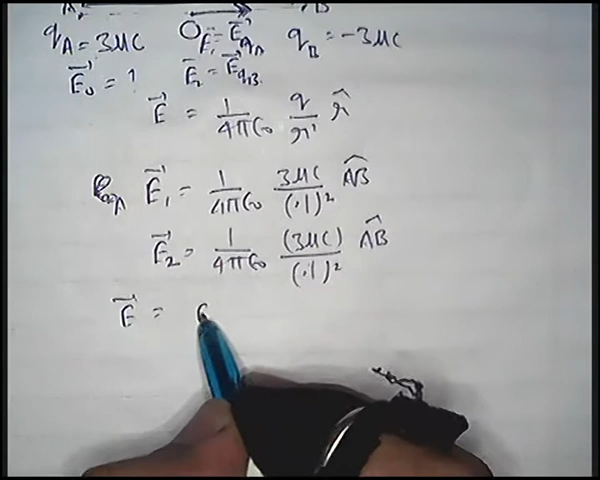 A B
q_A = 3μC O E⃗₁ = E⃗_qA q_B = -3μC
E⃗₀ = ? E⃗₂ = E⃗_qB
E⃗ = 1/4πε₀ q/r² r̂
E⃗₁ = 1/4πε₀ 3μC/(.1)² AB̂
E⃗₂ = 1/4πε₀ (3μC)/(.1)² AB̂
E⃗ =